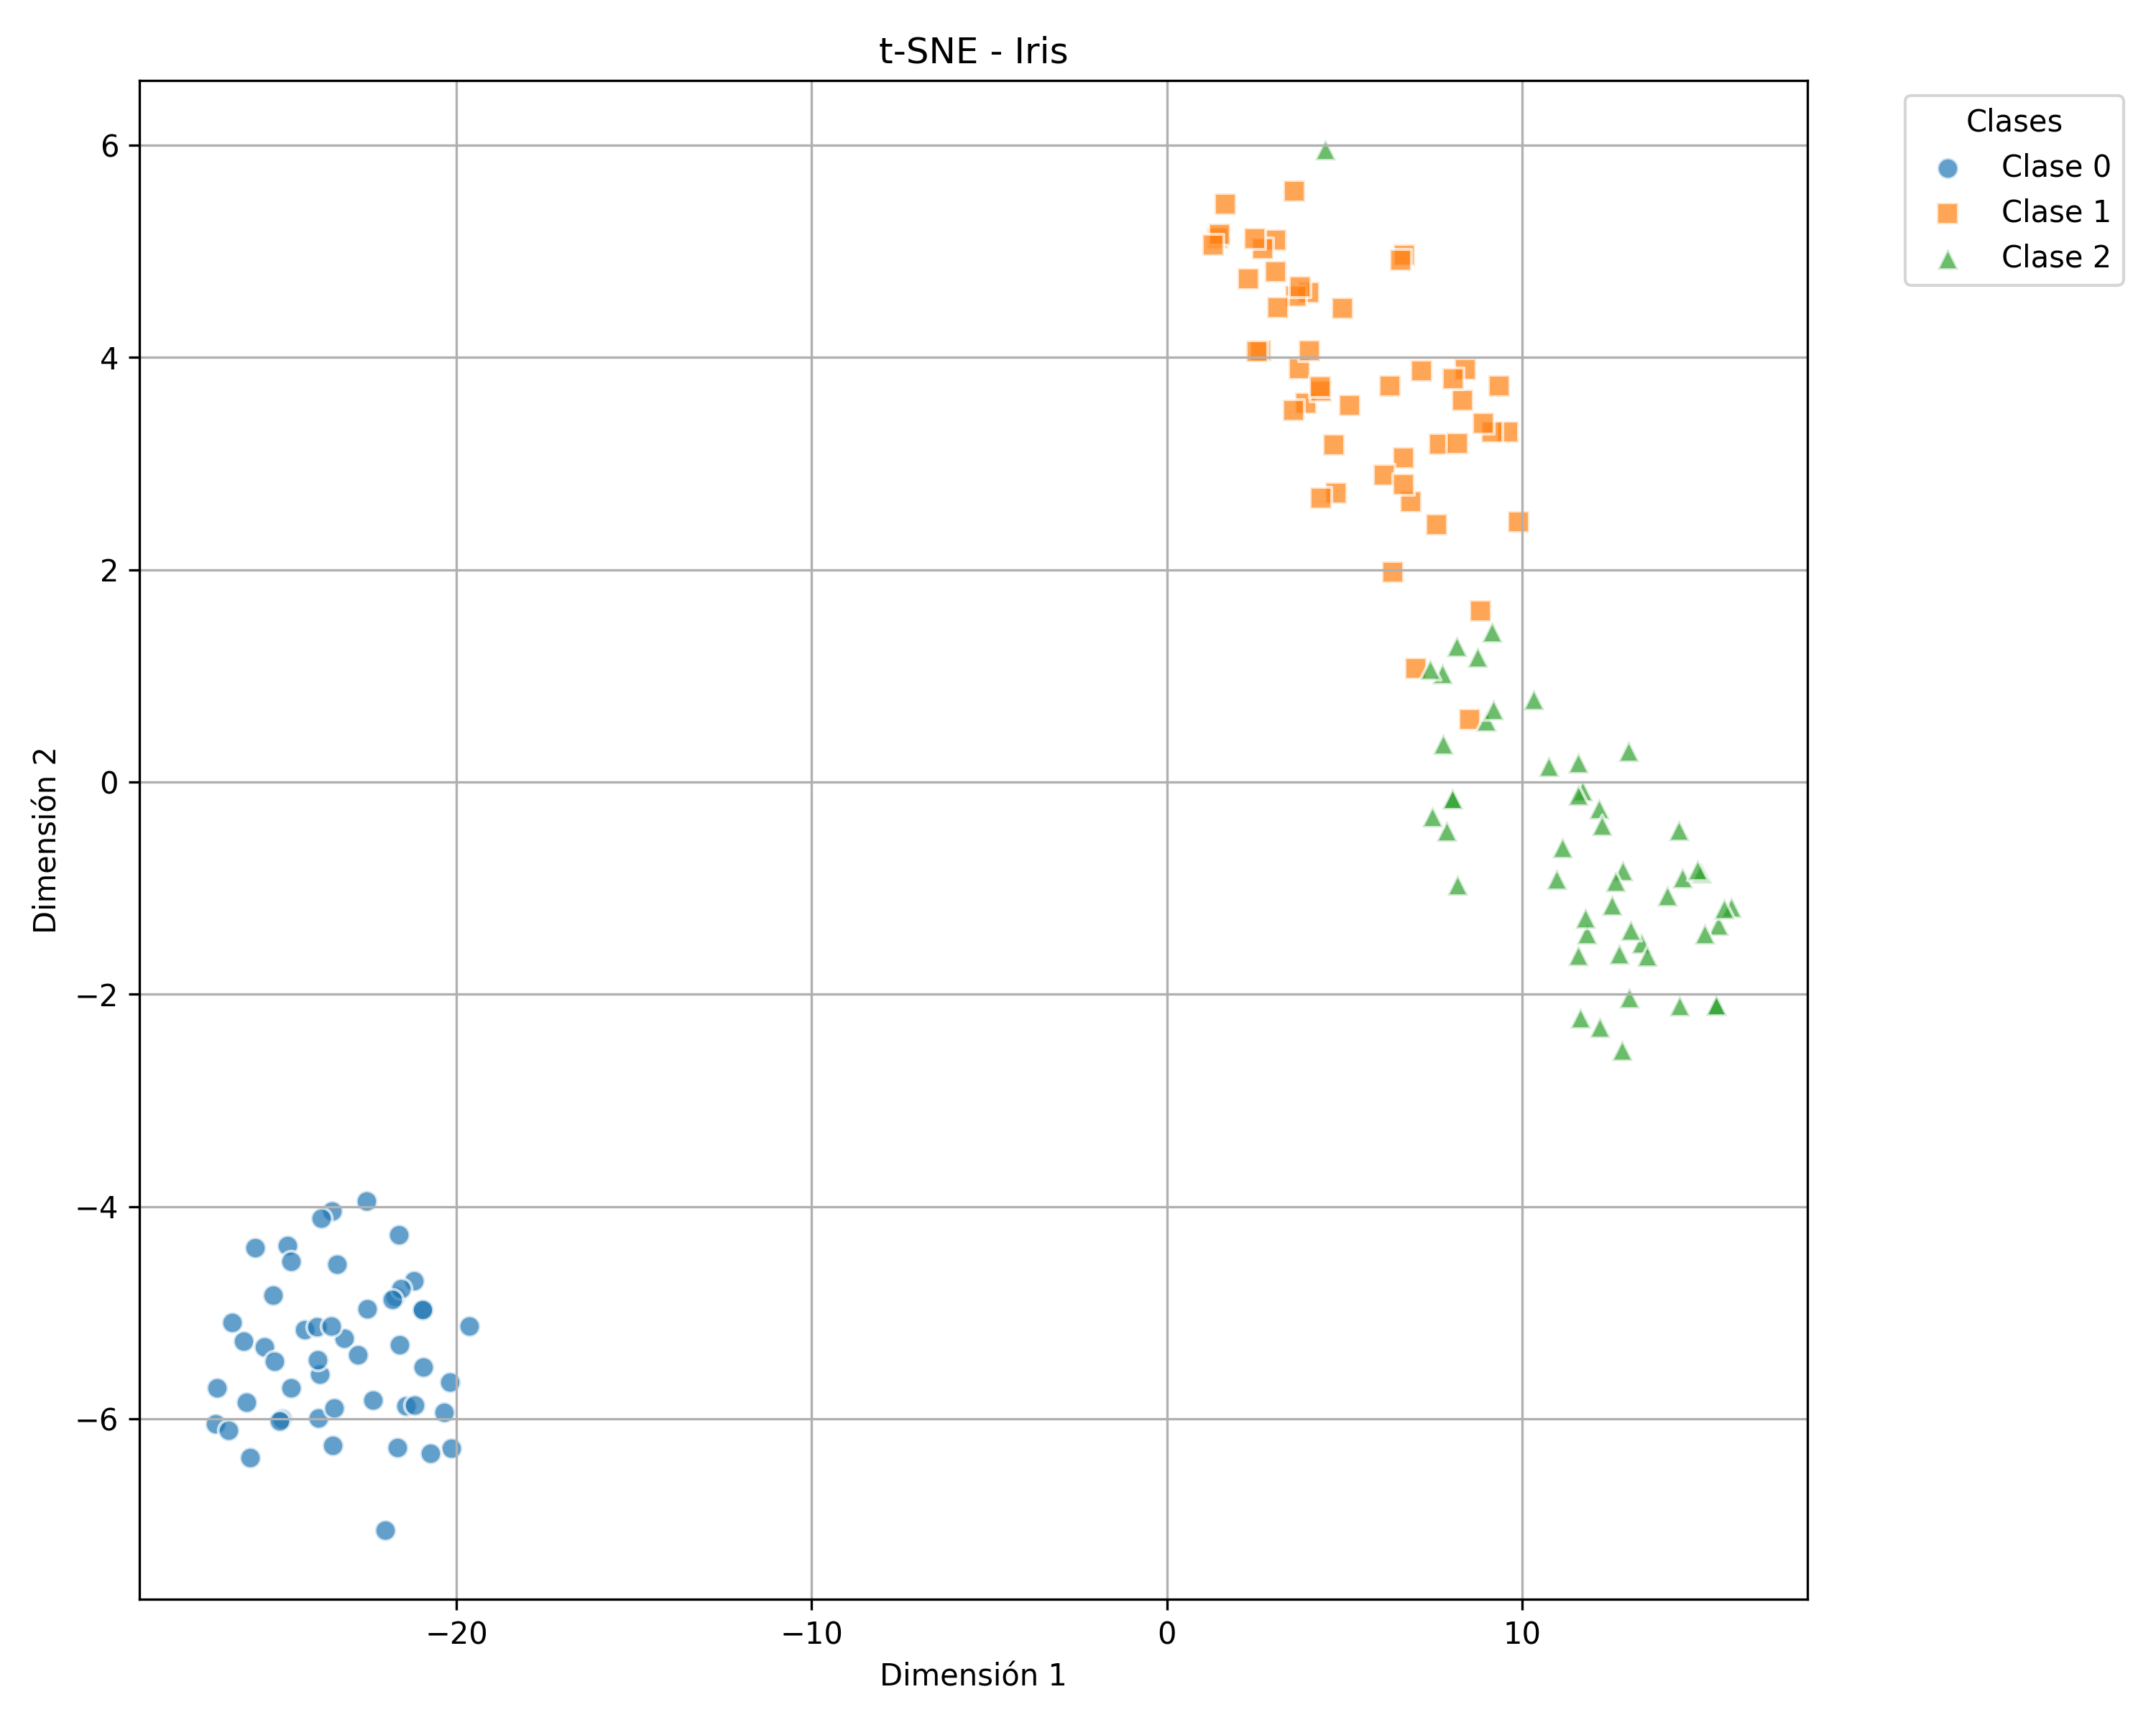 t-SNE - Iris
Clases
Clase 0
Clase 1
Clase 2
6
4
2
0
−2
−4
−6
Dimensión 2
−20
−10
0
10
Dimensión 1